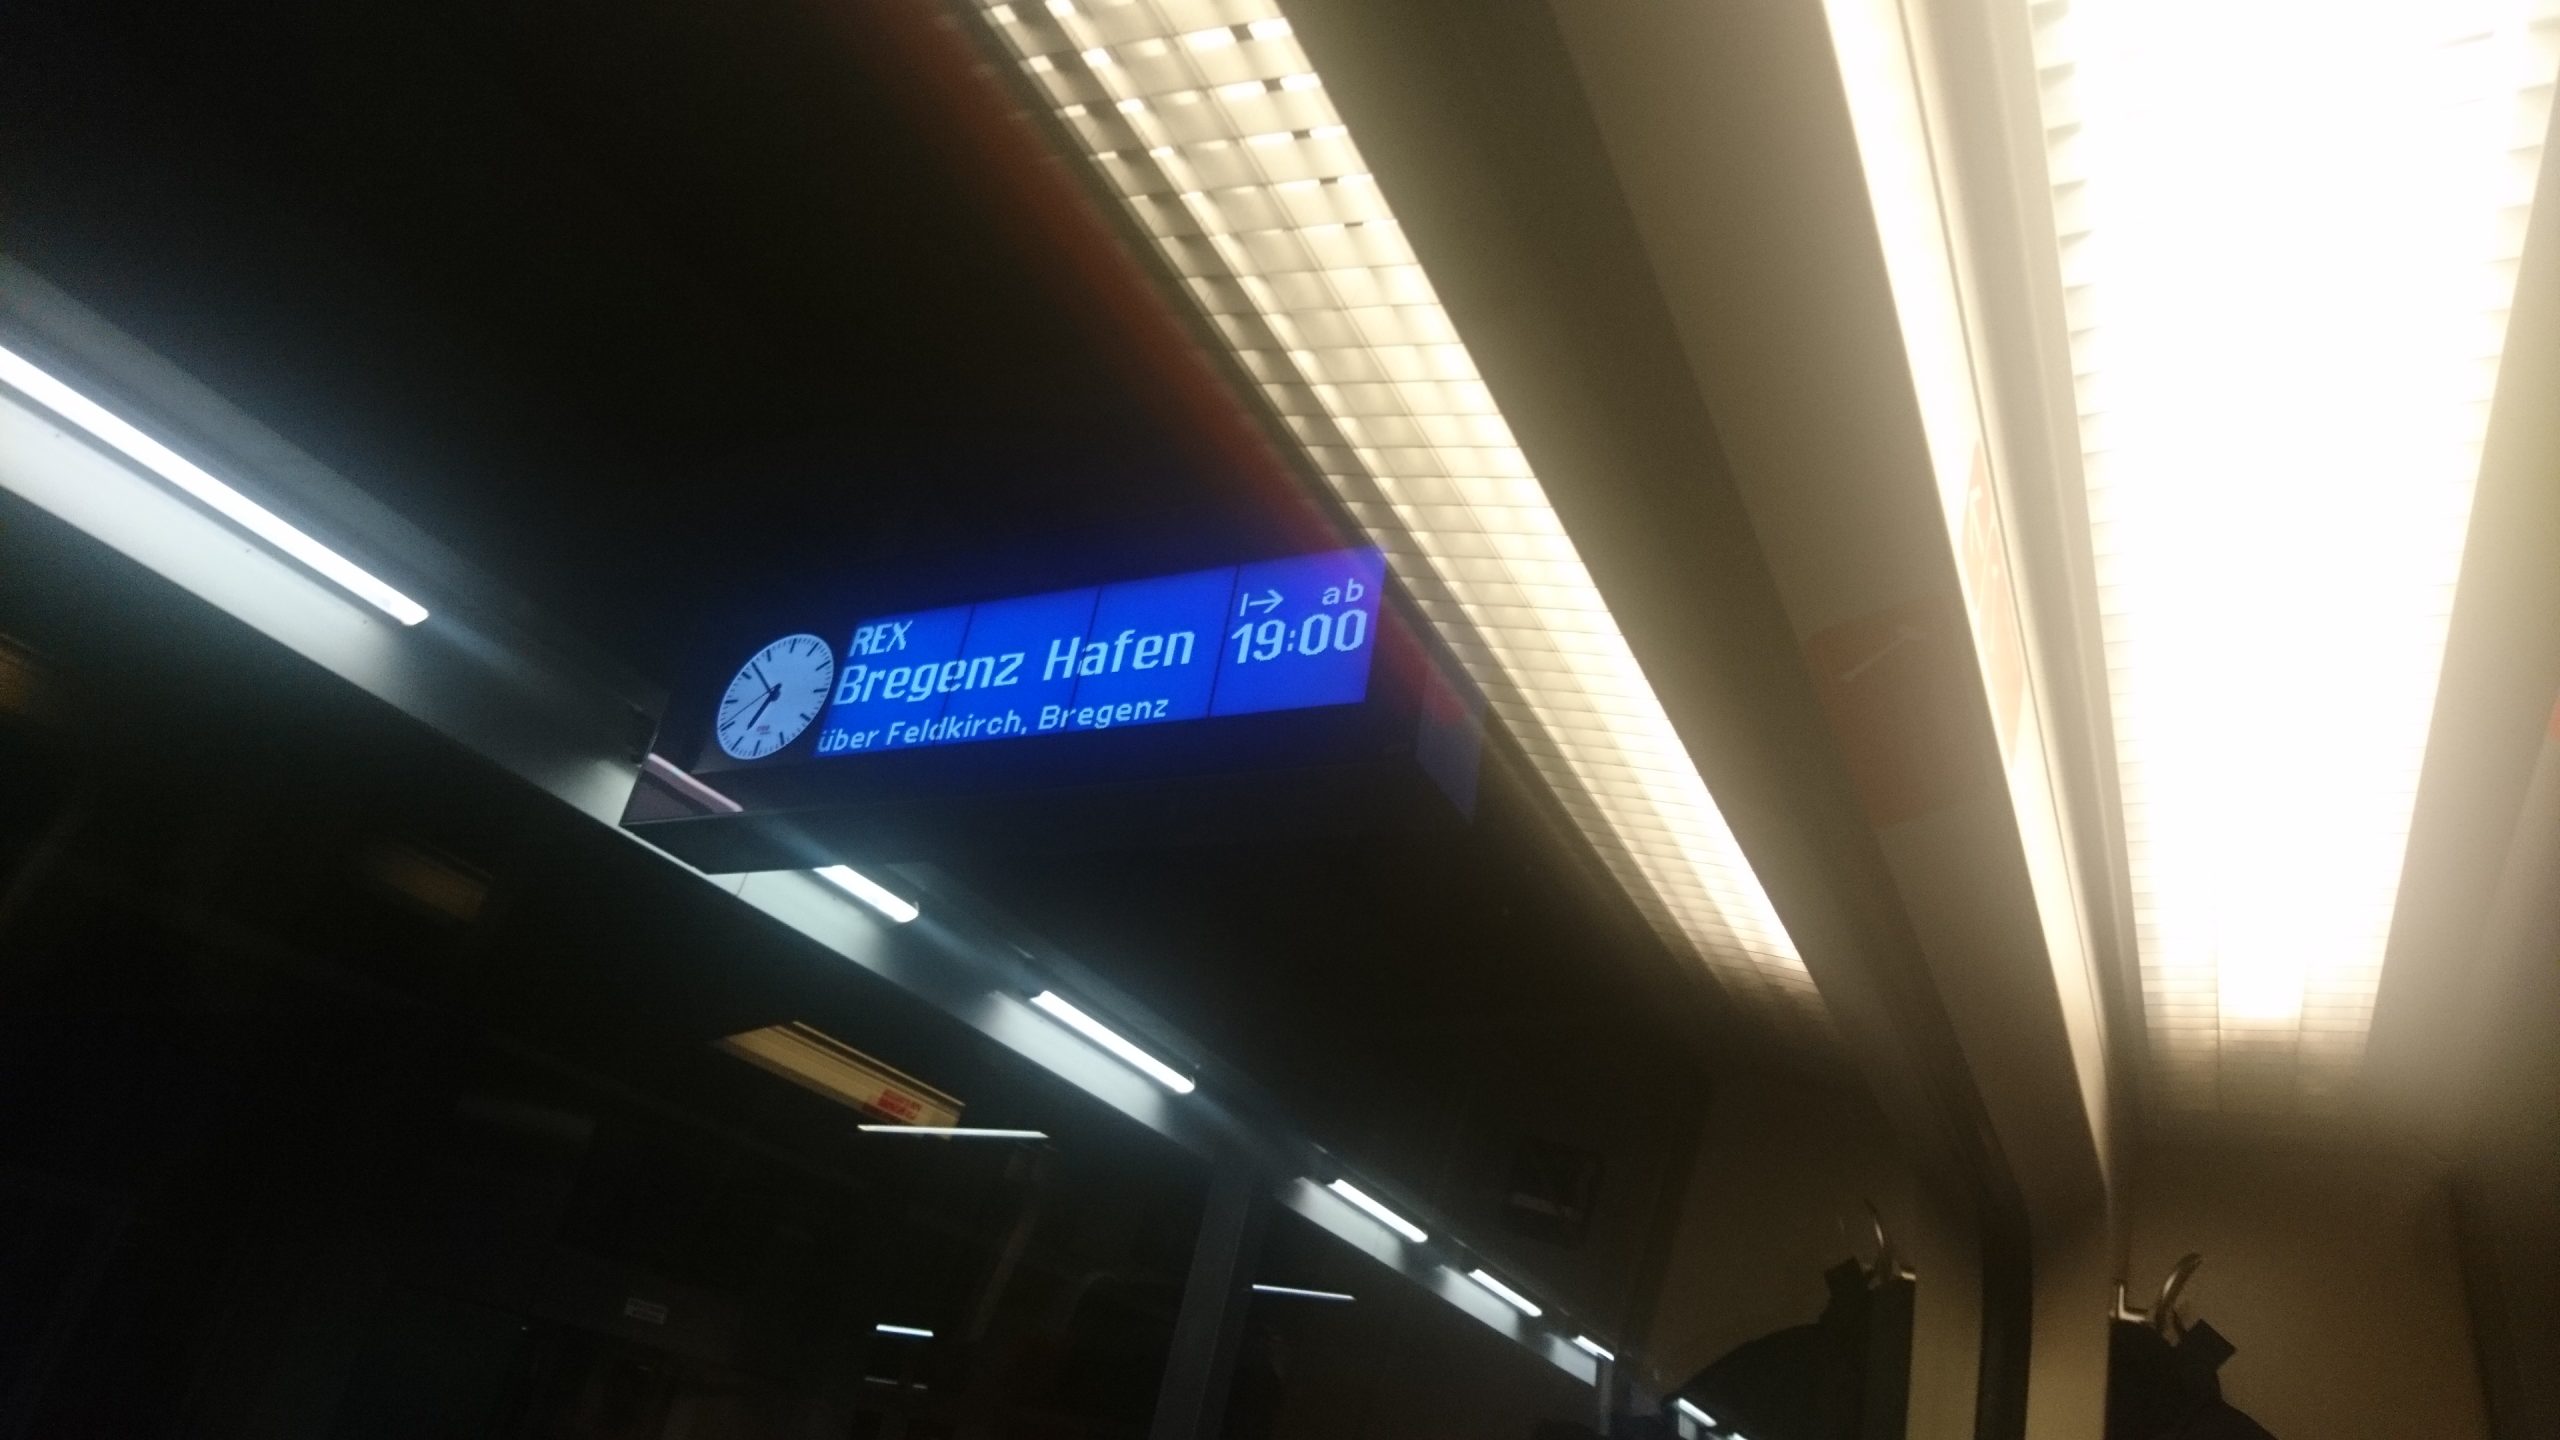 REX
Bregenz Hafen
über Feldkirch, Bregenz
ab
19:00